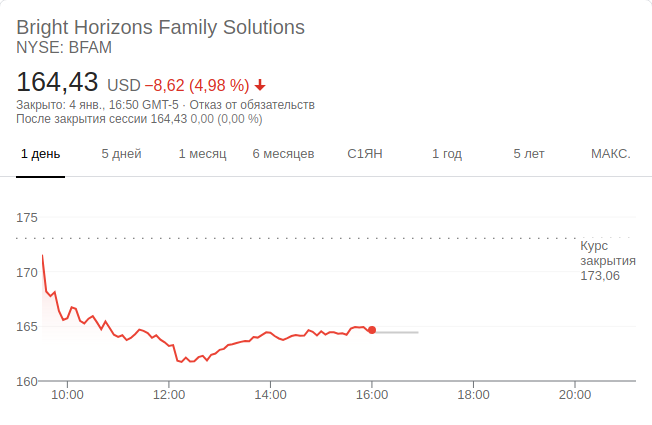 Bright Horizons Family Solutions
NYSE: BFAM
164,43 USD −8,62 (4,98 %)
Закрыто: 4 янв., 16:50 GMT-5 · Отказ от обязательств
После закрытия сессии 164,43 0,00 (0,00 %)
1 день 5 дней 1 месяц 6 месяцев С1ЯН 1 год 5 лет МАКС.
175
Курс
закрытия
173,06
170
165
160
10:00 12:00 14:00 16:00 18:00 20:00